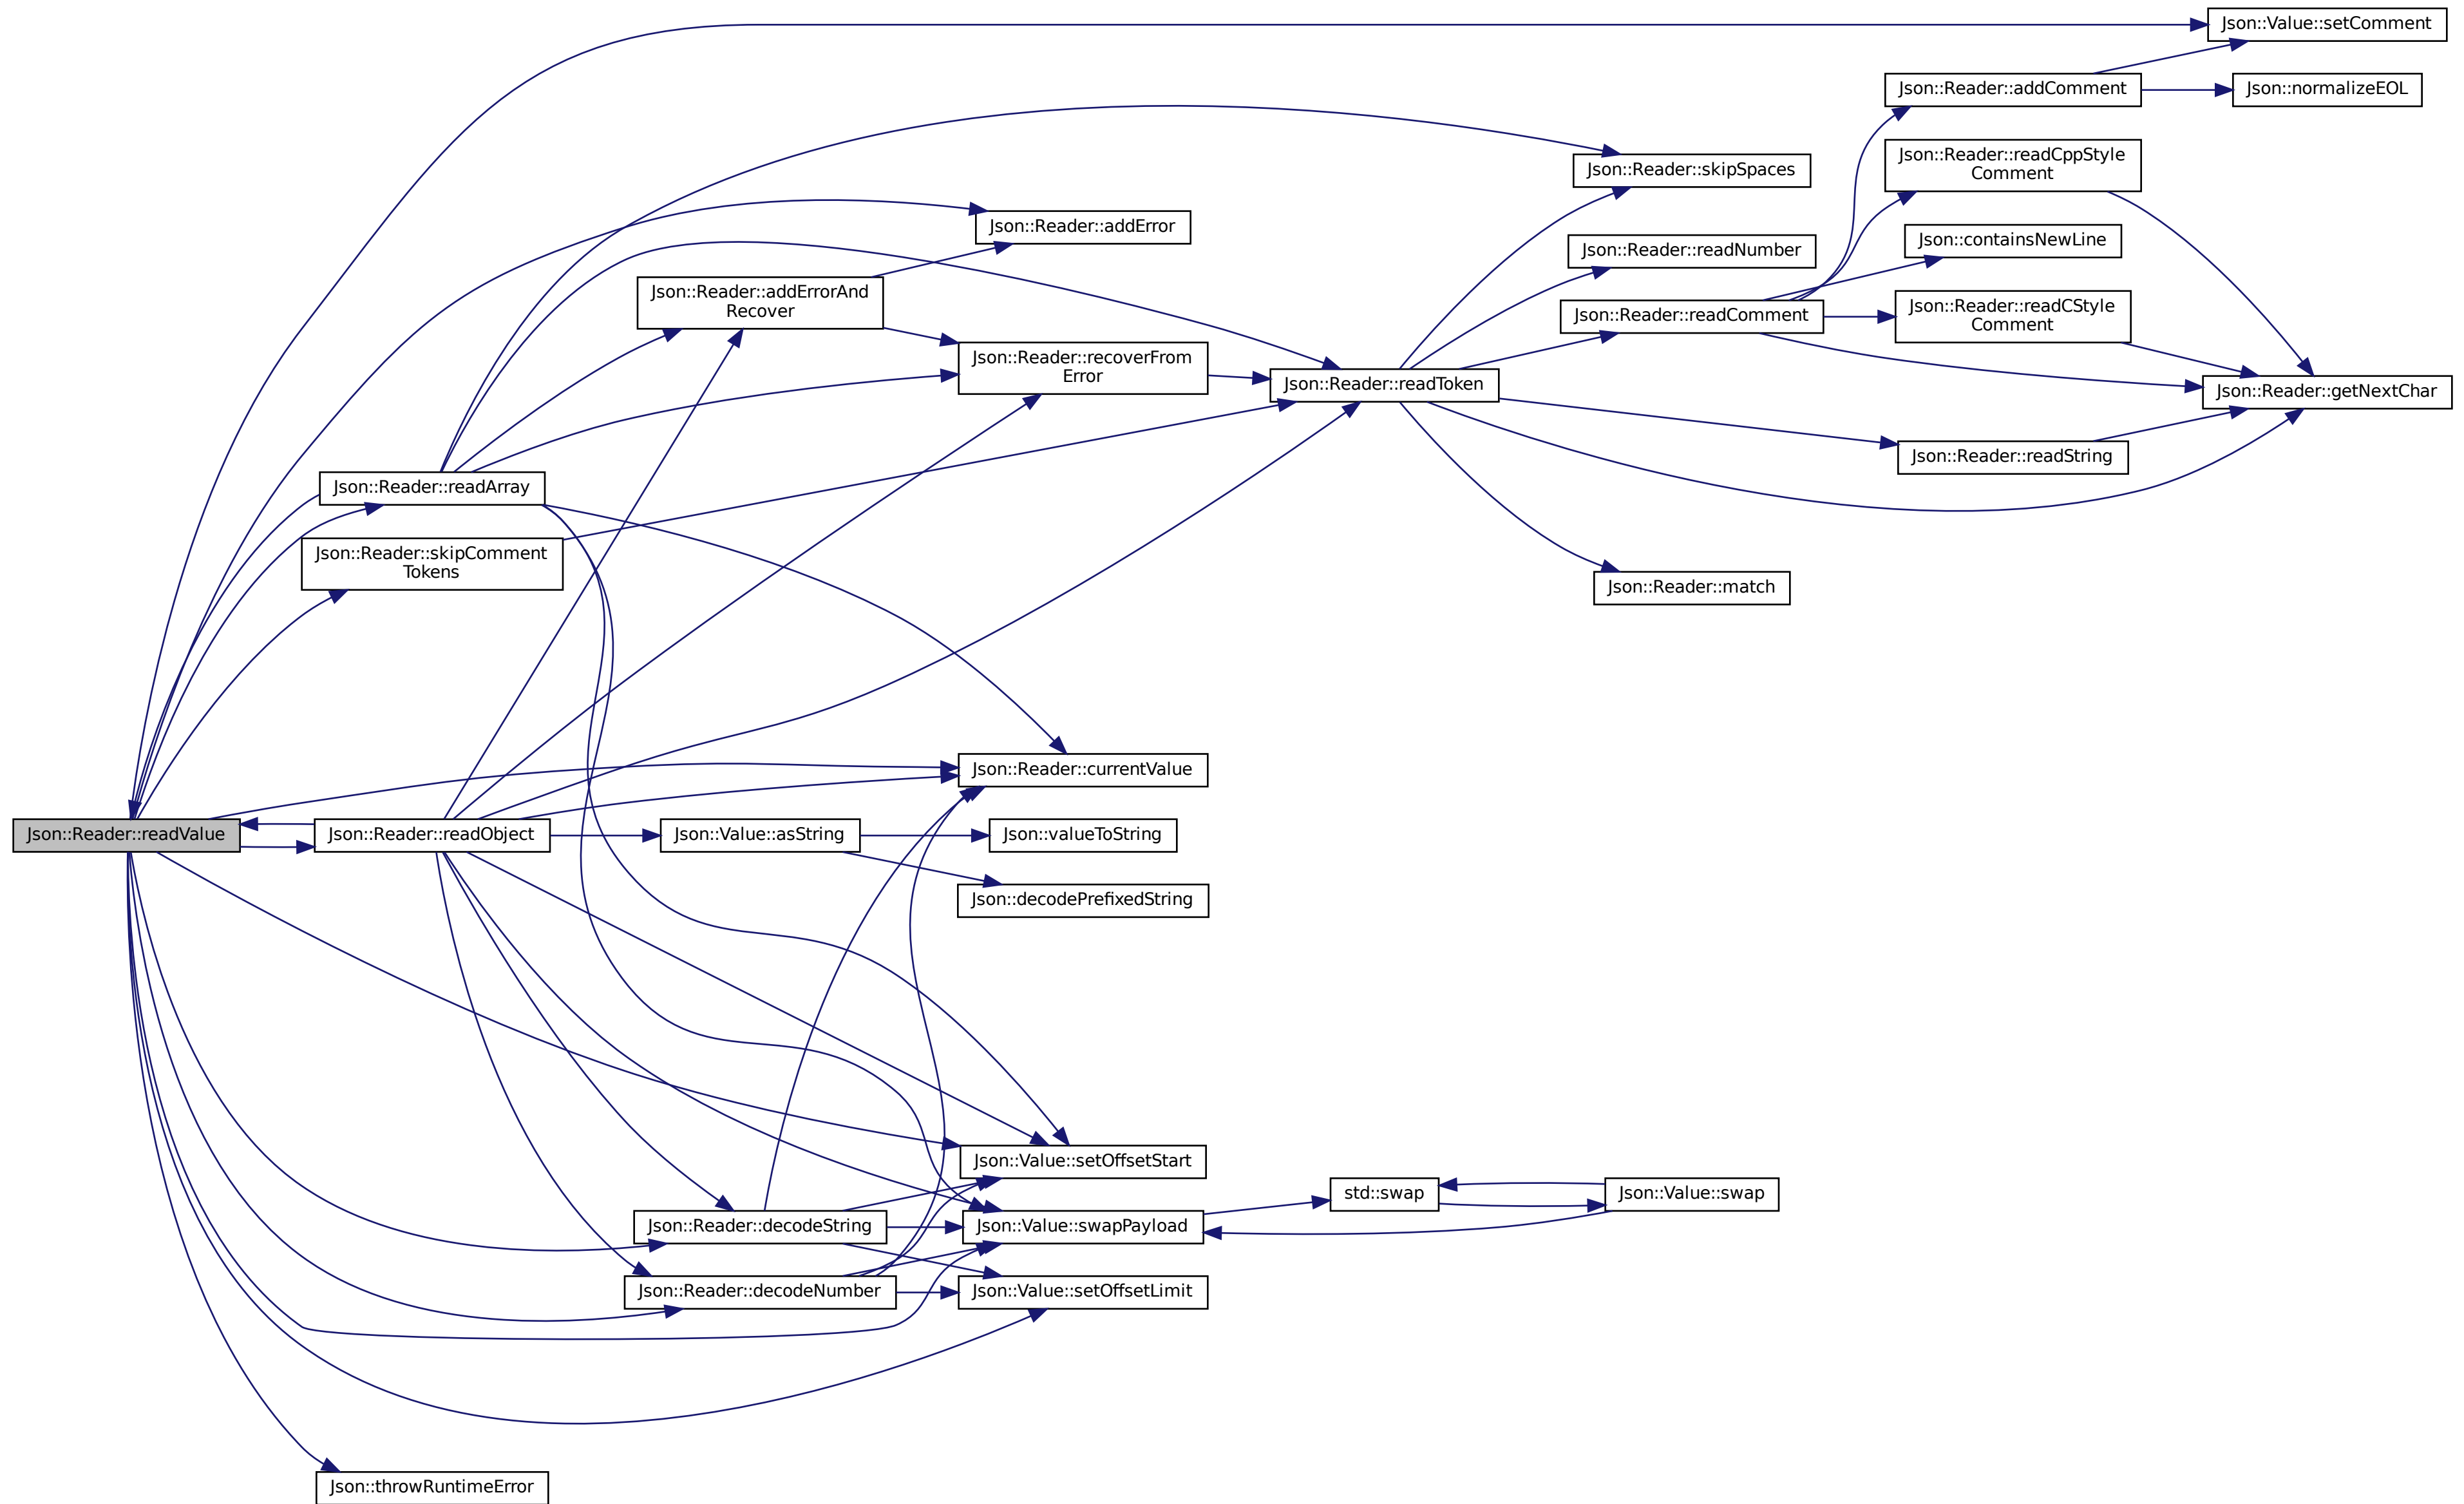 Json::Value::setComment
Json::Reader::addComment
Json::normalizeEOL
Json::Reader::readCppStyle
Comment
Json::Reader::skipSpaces
Json::Reader::addError
Json::containsNewLine
Json::Reader::readNumber
Json::Reader::addErrorAnd
Recover
Json::Reader::readComment
Json::Reader::readCStyle
Comment
Json::Reader::recoverFrom
Error
Json::Reader::readToken
Json::Reader::getNextChar
Json::Reader::readString
Json::Reader::readArray
Json::Reader::skipComment
Tokens
Json::Reader::match
Json::Reader::currentValue
Json::Reader::readValue
Json::Reader::readObject
Json::Value::asString
Json::valueToString
Json::decodePrefixedString
Json::Value::setOffsetStart
std::swap
Json::Value::swap
Json::Reader::decodeString
Json::Value::swapPayload
Json::Reader::decodeNumber
Json::Value::setOffsetLimit
Json::throwRuntimeError